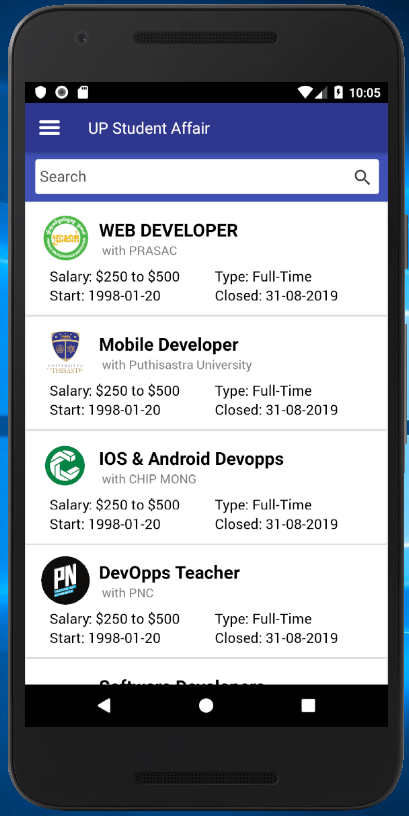 10:05
UP Student Affair
Search
WEB DEVELOPER
with PRASAC
Salary: $250 to $500 Type: Full-Time
Start: 1998-01-20 Closed: 31-08-2019
Mobile Developer
with Puthisastra University
Salary: $250 to $500 Type: Full-Time
Start: 1998-01-20 Closed: 31-08-2019
IOS & Android Devopps
with CHIP MONG
Salary: $250 to $500 Type: Full-Time
Start: 1998-01-20 Closed: 31-08-2019
PN
DevOpps Teacher
with PNC
Salary: $250 to $500 Type: Full-Time
Start: 1998-01-20 Closed: 31-08-2019
Software Developers